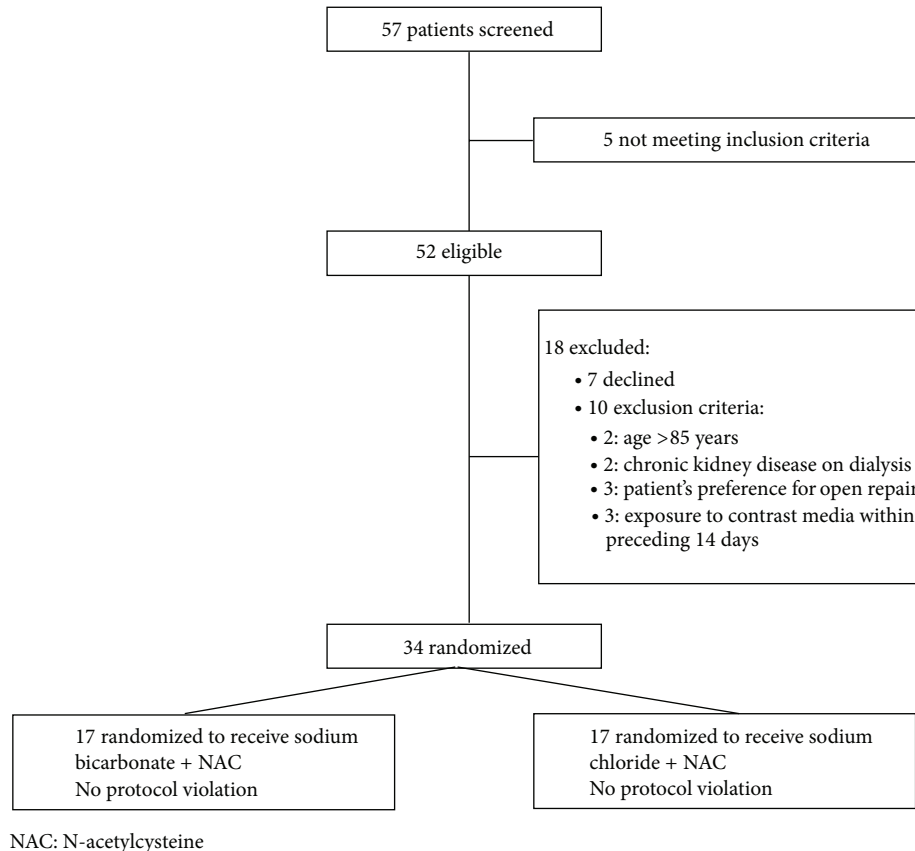 57 patients screened
5 not meeting inclusion criteria
52 eligible
18 excluded:
• 7 declined
• 10 exclusion criteria:
• 2: age >85 years
• 2: chronic kidney disease on dialysis
• 3: patient's preference for open repair
• 3: exposure to contrast media within
preceding 14 days
34 randomized
17 randomized to receive sodium
bicarbonate + NAC
No protocol violation
17 randomized to receive sodium
chloride + NAC
No protocol violation
NAC: N-acetylcysteine